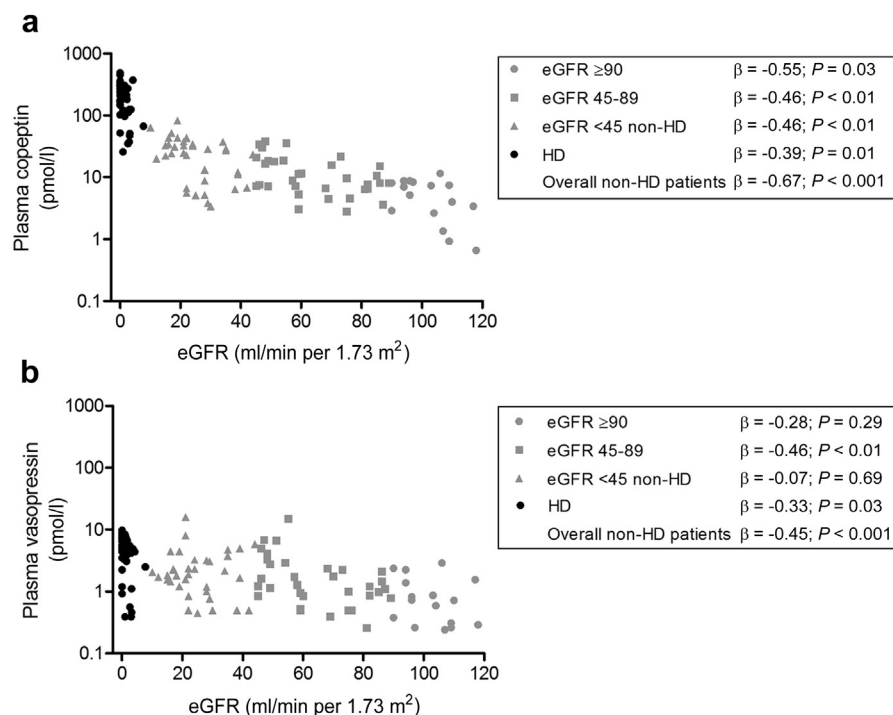 a
1000
100
10
1
0.1
Plasma copeptin
(pmol/l)
0 20 40 60 80 100 120
eGFR (ml/min per 1.73 m²)
eGFR ≥90 β = -0.55; P = 0.03
eGFR 45-89 β = -0.46; P < 0.01
eGFR <45 non-HD β = -0.46; P < 0.01
HD β = -0.39; P = 0.01
Overall non-HD patients β = -0.67; P < 0.001
b
1000
100
10
1
0.1
Plasma vasopressin
(pmol/l)
0 20 40 60 80 100 120
eGFR (ml/min per 1.73 m²)
eGFR ≥90 β = -0.28; P = 0.29
eGFR 45-89 β = -0.46; P < 0.01
eGFR <45 non-HD β = -0.07; P = 0.69
HD β = -0.33; P = 0.03
Overall non-HD patients β = -0.45; P < 0.001